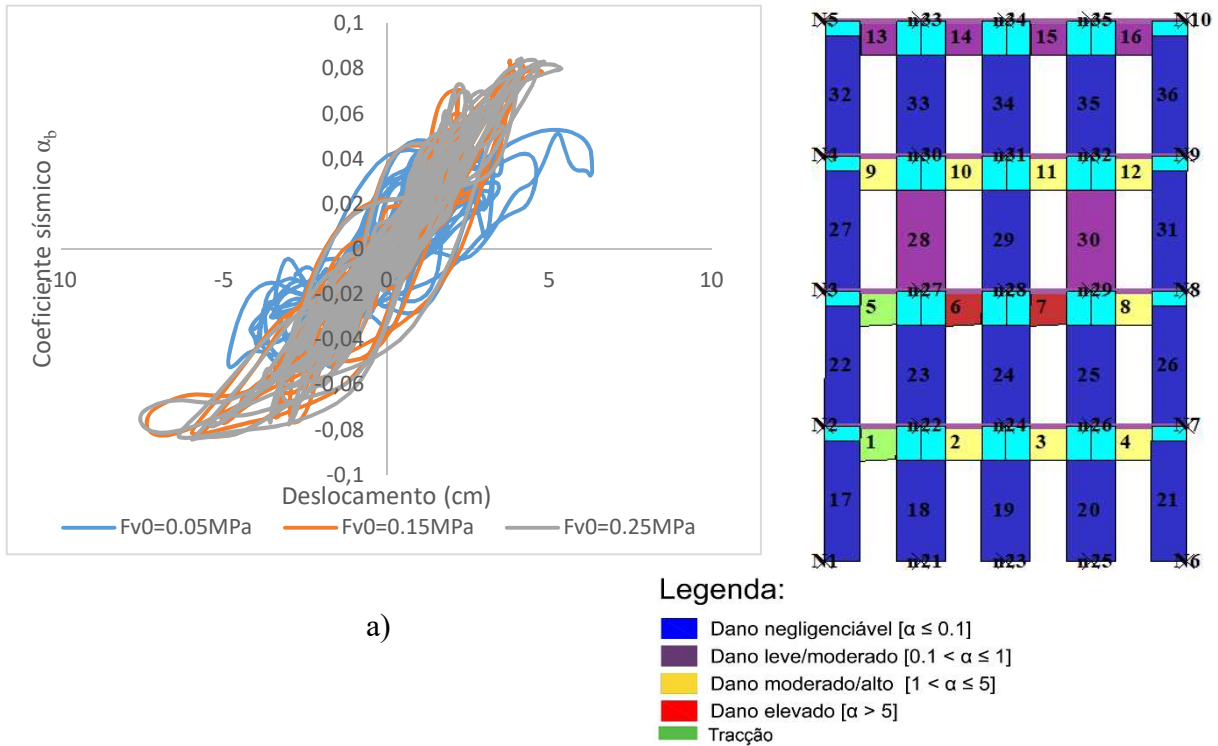 0,1
0,08
0,06
0,04
0,02
0
-0,02
-0,04
-0,06
-0,08
-0,1
10
-5
0
5
10
Coeficiente sísmico αb
Deslocamento (cm)
Fv0=0.05MPa Fv0=0.15MPa Fv0=0.25MPa
a)
N5 n33 n34 n35 N10
13 14 15 16
32 33 34 35 36
N4 n30 n31 n32 N9
9 10 11 12
27 28 29 30 31
N3 n27 n28 n29 N8
5 6 7 8
22 23 24 25 26
N2 n22 n24 n26 N7
1 2 3 4
17 18 19 20 21
N1 n21 n23 n25 N6
Legenda:
Dano negligenciável [α ≤ 0.1]
Dano leve/moderado [0.1 < α ≤ 1]
Dano moderado/alto [1 < α ≤ 5]
Dano elevado [α > 5]
Tracção